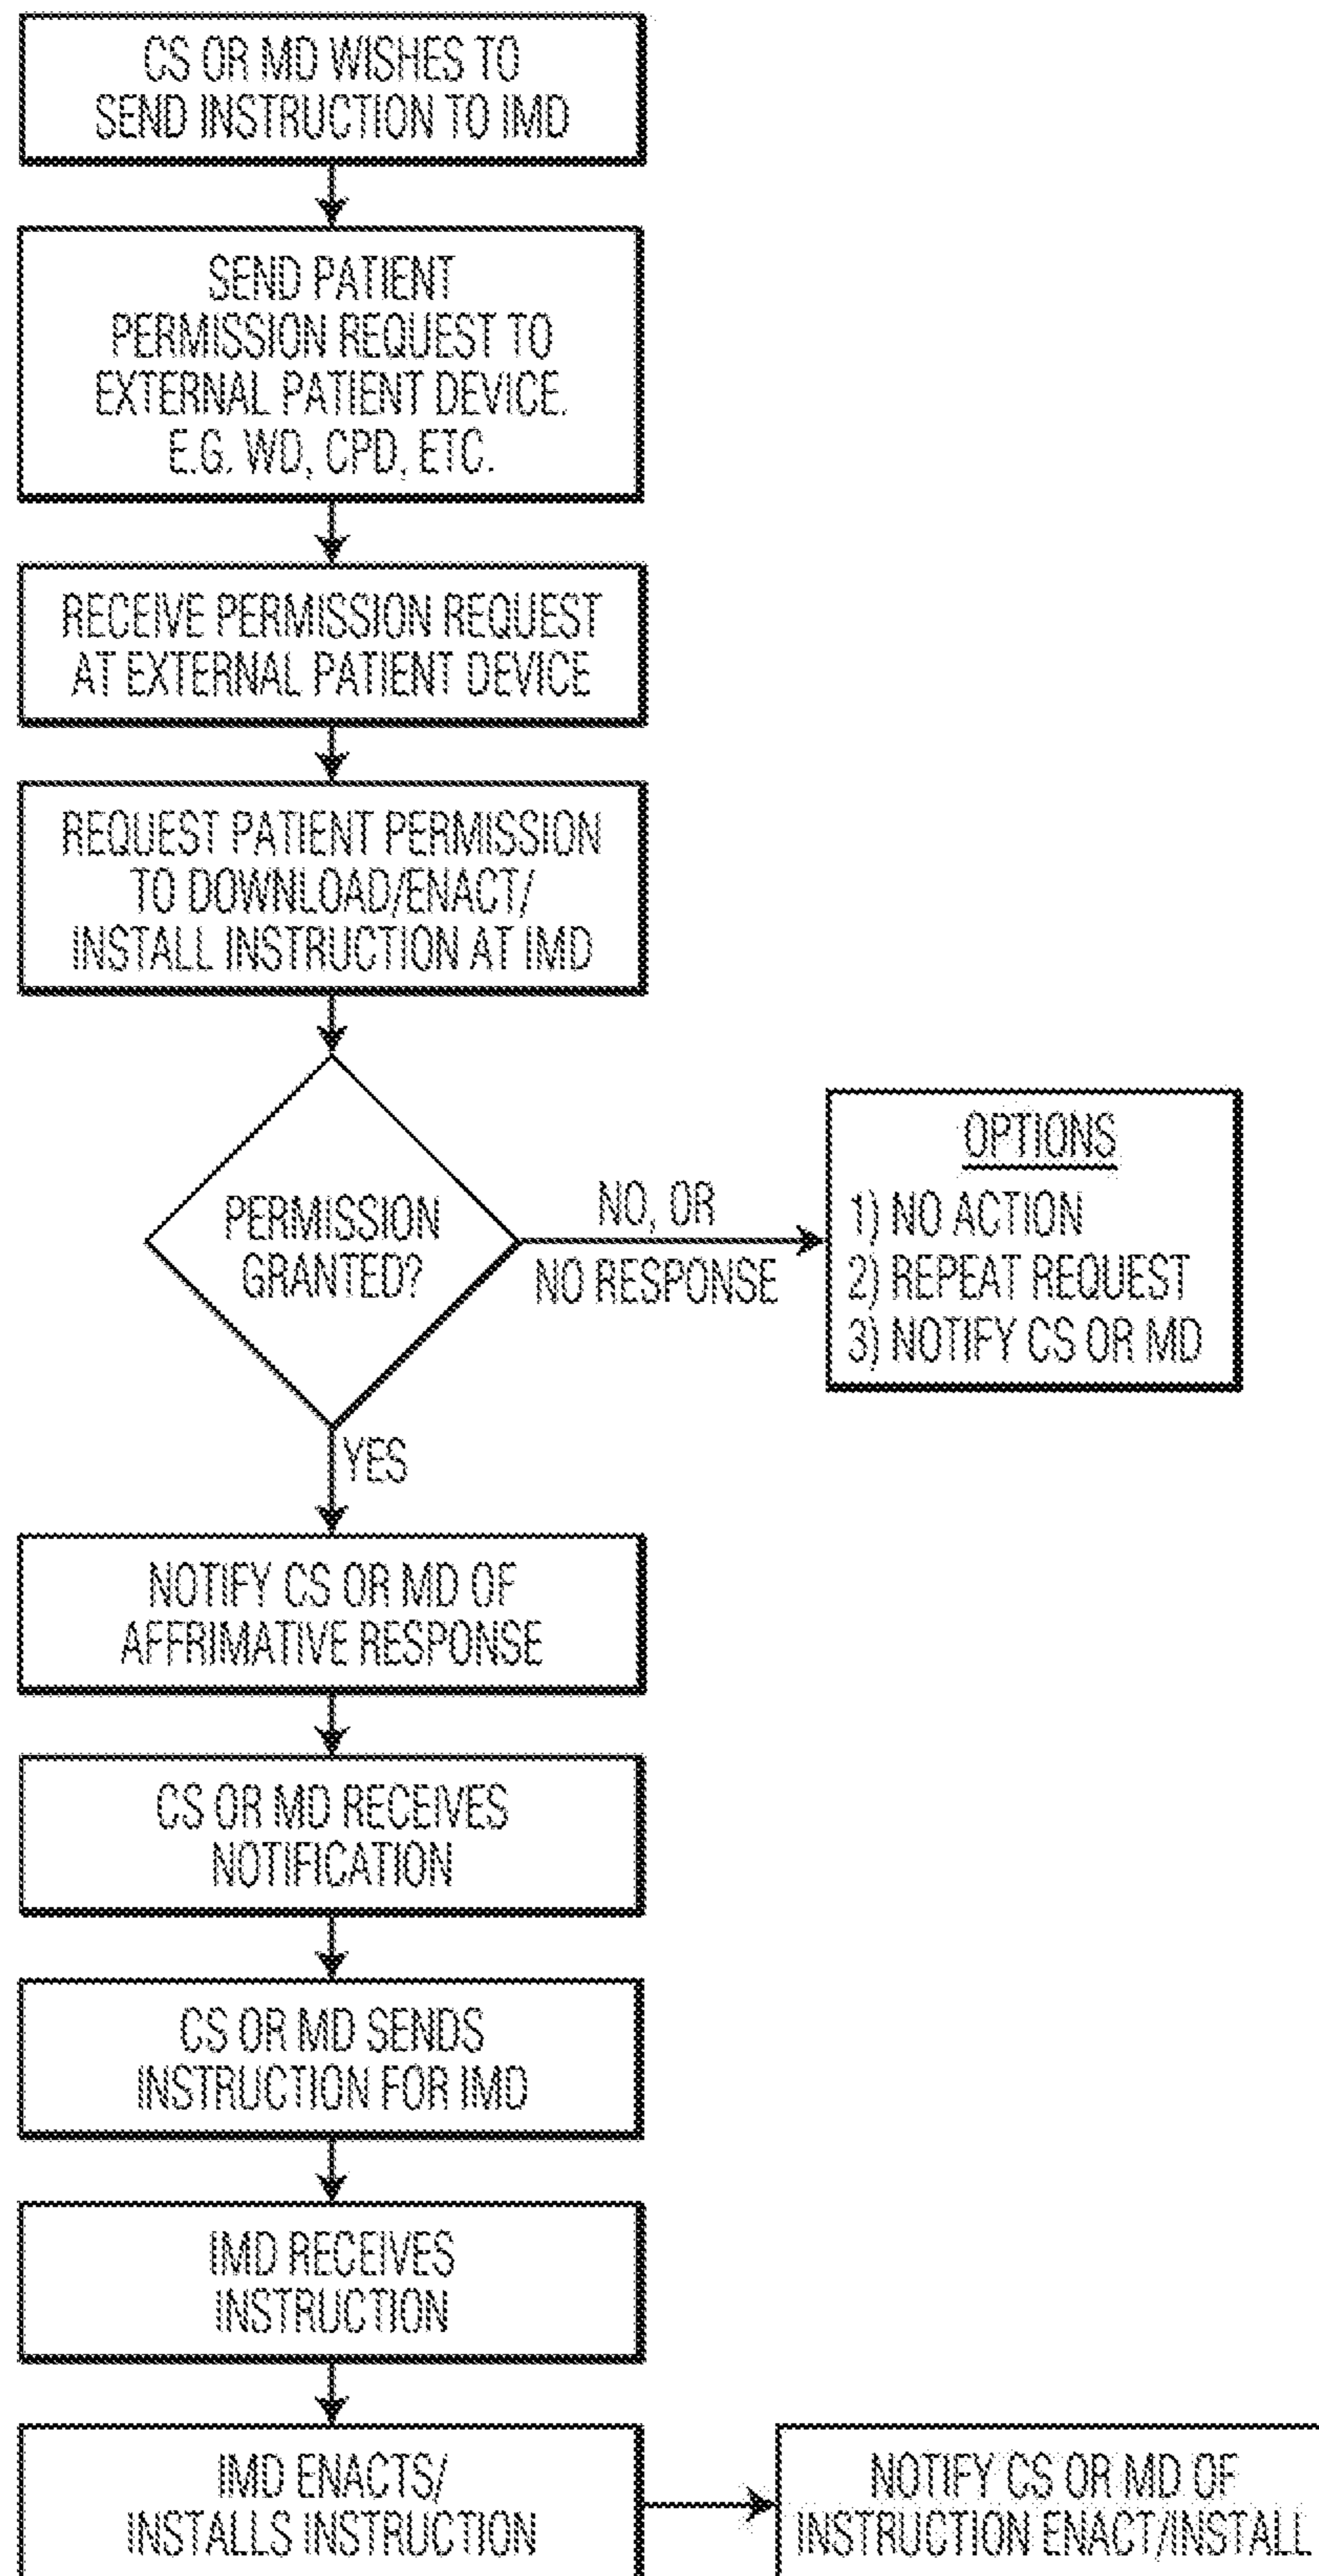 CS OR MD WISHES TO
SEND INSTRUCTION TO IMD
SEND PATIENT
PERMISSION REQUEST TO
EXTERNAL PATIENT DEVICE.
E.G. WD, CPD, ETC.
RECEIVE PERMISSION REQUEST
AT EXTERNAL PATIENT DEVICE
REQUEST PATIENT PERMISSION
TO DOWNLOAD/ENACT/
INSTALL INSTRUCTION AT IMD
PERMISSION
GRANTED?
NO, OR
NO RESPONSE
OPTIONS
1) NO ACTION
2) REPEAT REQUEST
3) NOTIFY CS OR MD
YES
NOTIFY CS OR MD OF
AFFRIMATIVE RESPONSE
CS OR MD RECEIVES
NOTIFICATION
CS OR MD SENDS
INSTRUCTION FOR IMD
IMD RECEIVES
INSTRUCTION
IMD ENACTS/
INSTALLS INSTRUCTION
NOTIFY CS OR MD OF
INSTRUCTION ENACT/INSTALL